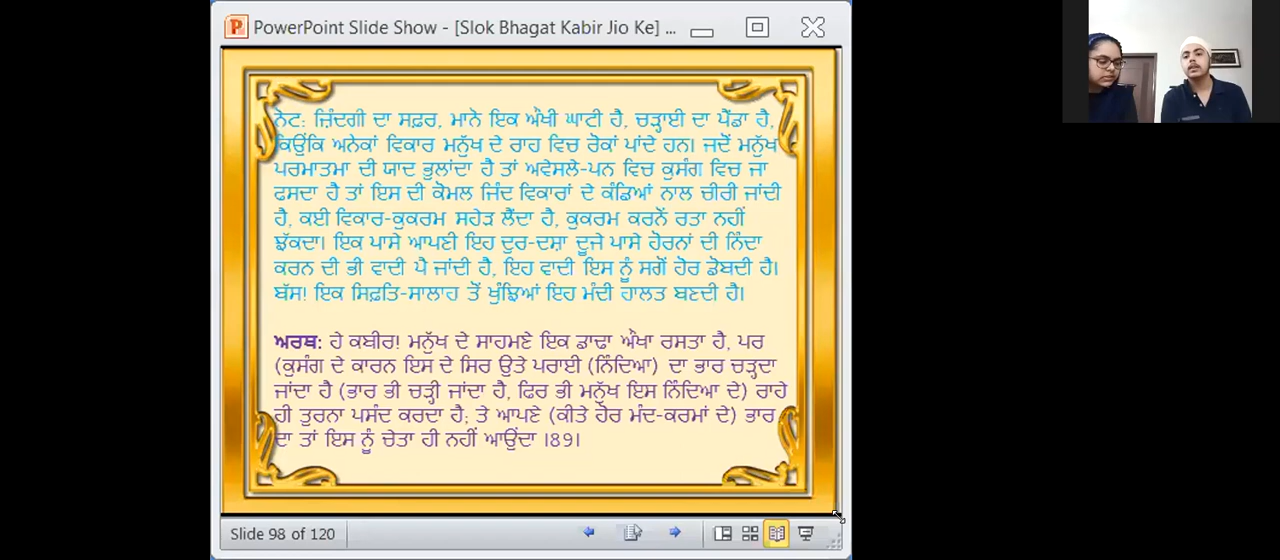 PowerPoint Slide Show - [Slok Bhagat Kabir Jio Ke] ...
ਨੋਟ: ਜ਼ਿੰਦਗੀ ਦਾ ਸਫ਼ਰ, ਮਾਨੋ ਇਕ ਔਖੀ ਘਾਟੀ ਹੈ, ਚੜ੍ਹਾਈ ਦਾ ਪੈਂਡਾ ਹੈ,
ਕਿਉਂਕਿ ਅਨੇਕਾਂ ਵਿਕਾਰ ਮਨੁੱਖ ਦੇ ਰਾਹ ਵਿਚ ਰੋਕਾਂ ਪਾਂਦੇ ਹਨ। ਜਦੋਂ ਮਨੁੱਖ
ਪਰਮਾਤਮਾ ਦੀ ਯਾਦ ਭੁਲਾਂਦਾ ਹੈ ਤਾਂ ਅਵੇਸਲੇ-ਪਨ ਵਿਚ ਕੁਸੰਗ ਵਿਚ ਜਾ
ਫਸਦਾ ਹੈ ਤਾਂ ਇਸ ਦੀ ਕੋਮਲ ਜਿੰਦ ਵਿਕਾਰਾਂ ਦੇ ਕੰਡਿਆਂ ਨਾਲ ਚੀਰੀ ਜਾਂਦੀ
ਹੈ, ਕਈ ਵਿਕਾਰ-ਕੁਕਰਮ ਸਹੇੜ ਲੈਂਦਾ ਹੈ, ਕੁਕਰਮ ਕਰਨੋਂ ਰਤਾ ਨਹੀਂ
ਝੱਕਦਾ। ਇਕ ਪਾਸੇ ਆਪਣੀ ਇਹ ਦੁਰ-ਦਸ਼ਾ ਦੂਜੇ ਪਾਸੇ ਹੋਰਨਾਂ ਦੀ ਨਿੰਦਾ
ਕਰਨ ਦੀ ਭੀ ਵਾਦੀ ਪੈ ਜਾਂਦੀ ਹੈ, ਇਹ ਵਾਦੀ ਇਸ ਨੂੰ ਸਗੋਂ ਹੋਰ ਡੋਬਦੀ ਹੈ।
ਬੱਸ! ਇਕ ਸਿਫ਼ਤਿ-ਸਾਲਾਹ ਤੋਂ ਖੁੰਝਿਆਂ ਇਹ ਮੰਦੀ ਹਾਲਤ ਬਣਦੀ ਹੈ।
ਅਰਥ: ਹੇ ਕਬੀਰ! ਮਨੁੱਖ ਦੇ ਸਾਹਮਣੇ ਇਕ ਡਾਢਾ ਔਖਾ ਰਸਤਾ ਹੈ, ਪਰ
(ਕੁਸੰਗ ਦੇ ਕਾਰਨ ਇਸ ਦੇ ਸਿਰ ਉਤੇ ਪਰਾਈ (ਨਿੰਦਿਆ) ਦਾ ਭਾਰ ਚੜ੍ਹਦਾ
ਜਾਂਦਾ ਹੈ (ਭਾਰ ਭੀ ਚੜ੍ਹੀ ਜਾਂਦਾ ਹੈ, ਫਿਰ ਭੀ ਮਨੁੱਖ ਇਸ ਨਿੰਦਿਆ ਦੇ) ਰਾਹੇ
ਹੀ ਤੁਰਨਾ ਪਸੰਦ ਕਰਦਾ ਹੈ; ਤੇ ਆਪਣੇ (ਕੀਤੇ ਹੋਰ ਮੰਦ-ਕਰਮਾਂ ਦੇ) ਭਾਰ
ਦਾ ਤਾਂ ਇਸ ਨੂੰ ਚੇਤਾ ਹੀ ਨਹੀਂ ਆਉਂਦਾ ।89।
Slide 98 of 120